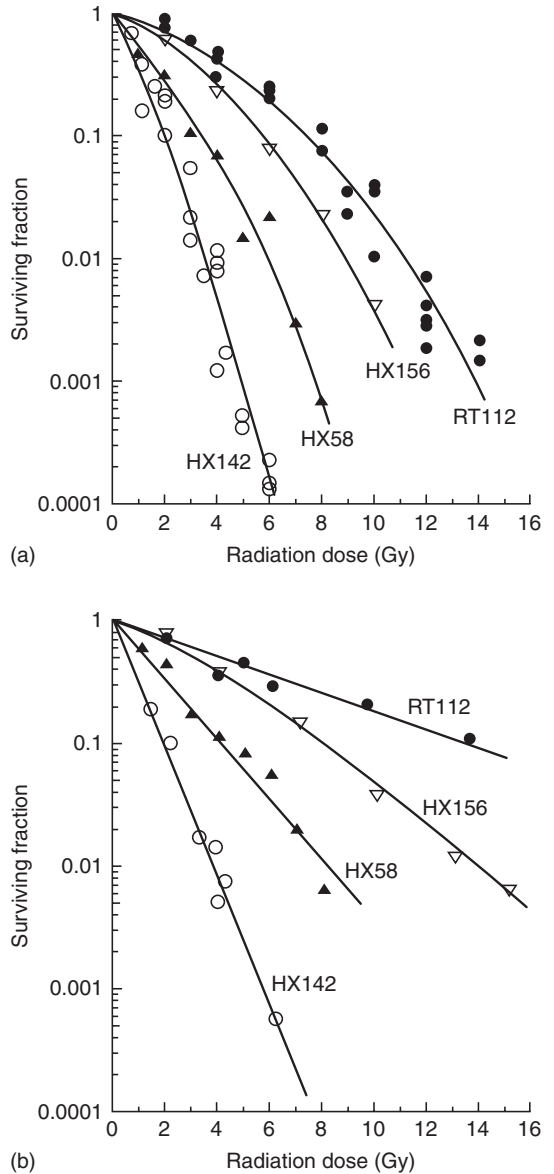 1
0.1
0.01
0.001
0.0001
Surviving fraction
HX142
HX58
HX156
RT112
0 2 4 6 8 10 12 14 16
(a) Radiation dose (Gy)
1
0.1
0.01
0.001
0.0001
Surviving fraction
RT112
HX156
HX58
HX142
0 2 4 6 8 10 12 14 16
(b) Radiation dose (Gy)